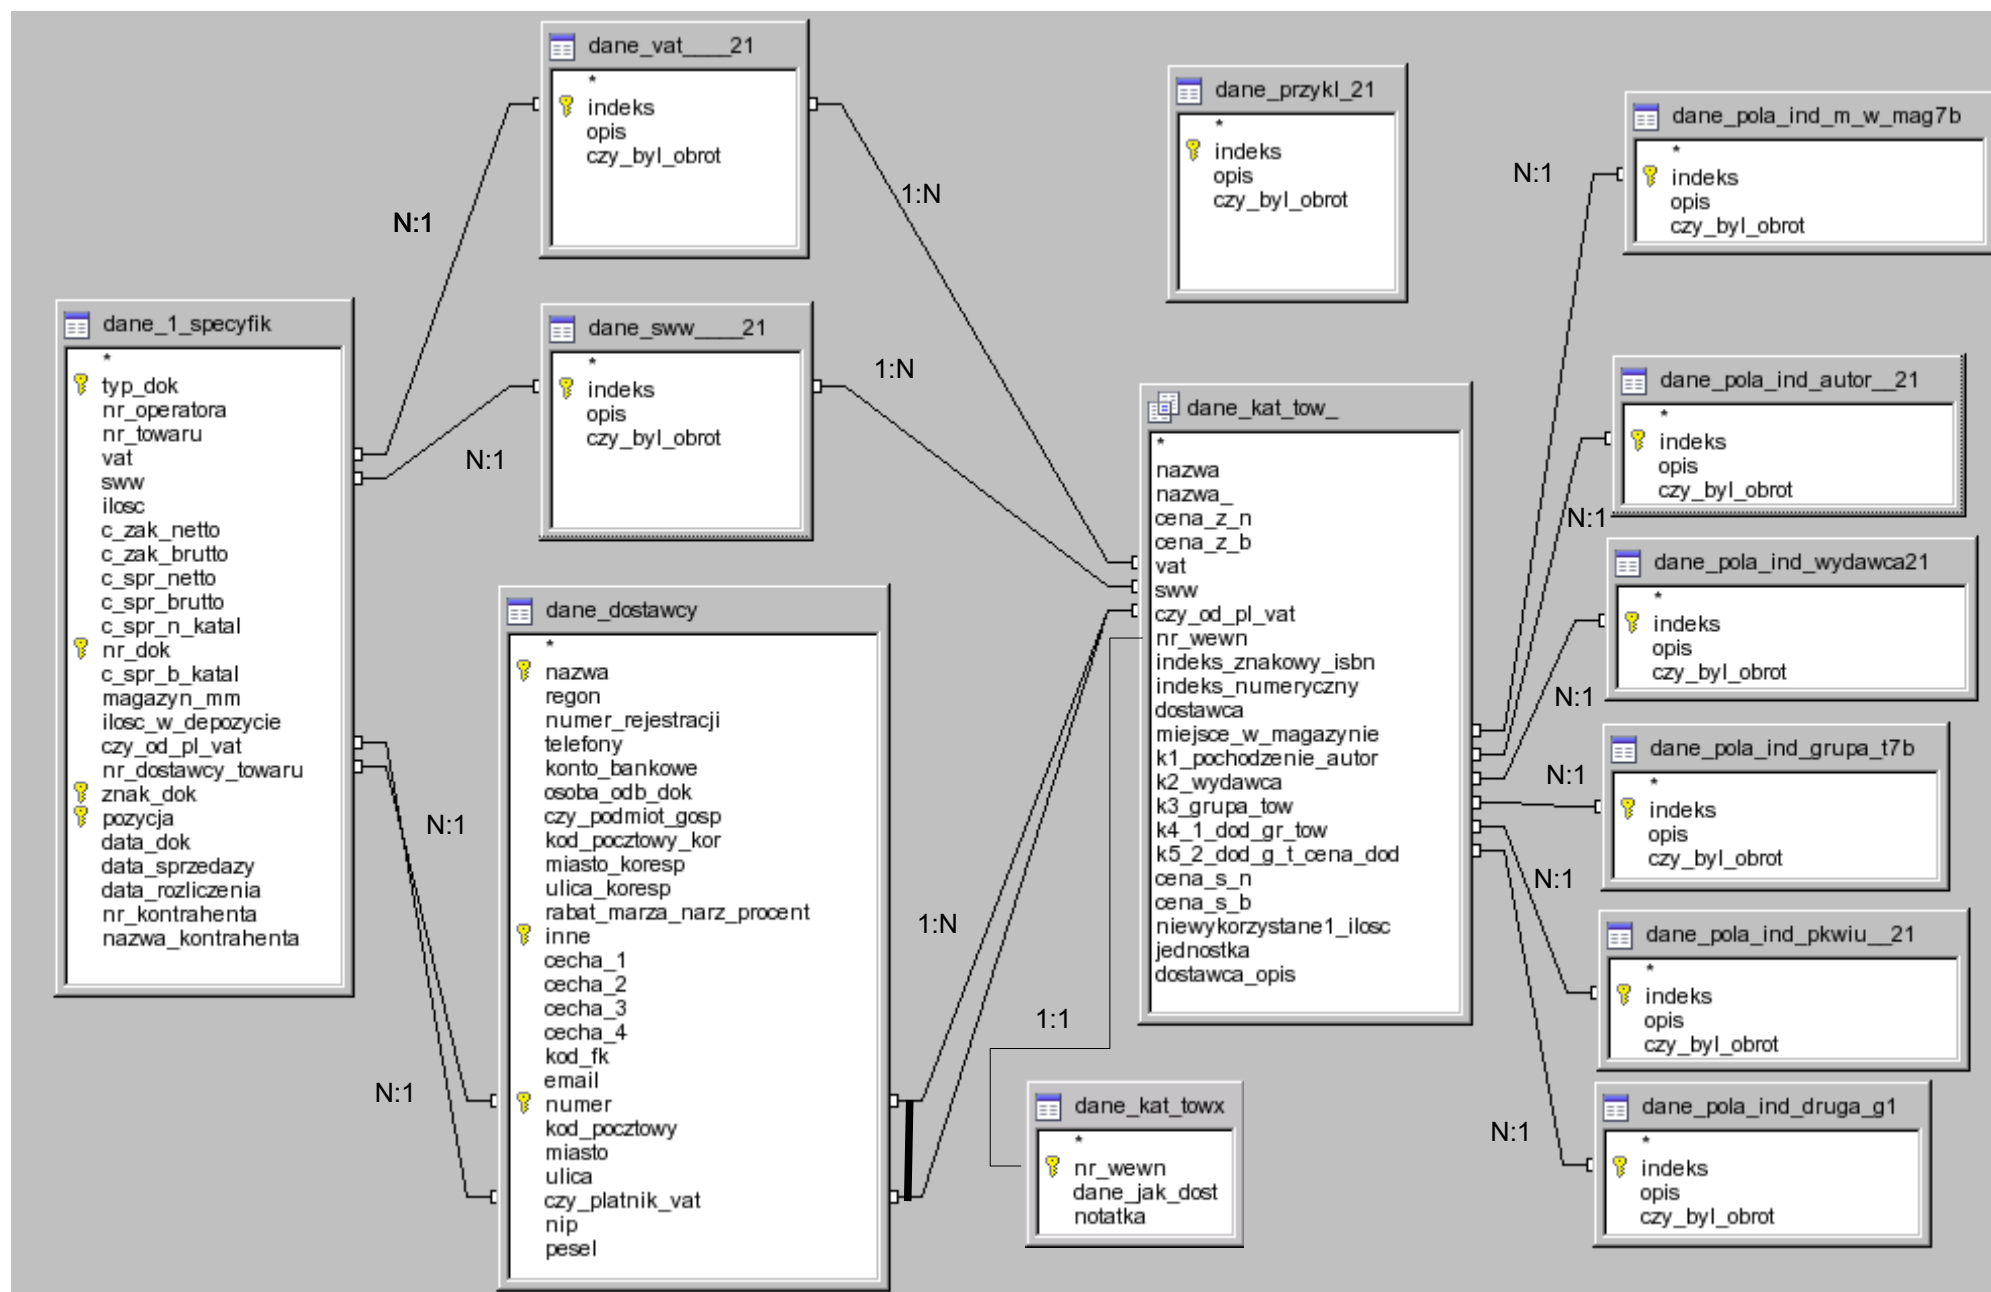 dane_vat____21
*
indeks
opis
czy_byl_obrot
dane_przykl_21
*
indeks
opis
czy_byl_obrot
dane_pola_ind_m_w_mag7b
*
indeks
opis
czy_byl_obrot
N:1
1:N
N:1
dane_1_specyfik
*
typ_dok
nr_operatora
nr_towaru
vat
sww
ilosc
c_zak_netto
c_zak_brutto
c_spr_netto
c_spr_brutto
c_spr_n_katal
nr_dok
c_spr_b_katal
magazyn_mm
ilosc_w_depozycie
czy_od_pl_vat
nr_dostawcy_towaru
znak_dok
pozycja
data_dok
data_sprzedazy
data_rozliczenia
nr_kontrahenta
nazwa_kontrahenta
dane_sww____21
*
indeks
opis
czy_byl_obrot
N:1
1:N
dane_kat_tow_
*
nazwa
nazwa_
cena_z_n
cena_z_b
vat
sww
czy_od_pl_vat
nr_wewn
indeks_znakowy_isbn
indeks_numeryczny
dostawca
miejsce_w_magazynie
k1_pochodzenie_autor
k2_wydawca
k3_grupa_tow
k4_1_dod_gr_tow
k5_2_dod_g_t_cena_dod
cena_s_n
cena_s_b
niewykorzystane1_ilosc
jednostka
dostawca_opis
dane_pola_ind_autor__21
*
indeks
opis
czy_byl_obrot
N:1
dane_pola_ind_wydawca21
*
indeks
opis
czy_byl_obrot
N:1
dane_dostawcy
*
nazwa
regon
numer_rejestracji
telefony
konto_bankowe
osoba_odb_dok
czy_podmiot_gosp
kod_pocztowy_kor
miasto_koresp
ulica_koresp
rabat_marza_narz_procent
inne
cecha_1
cecha_2
cecha_3
cecha_4
kod_fk
email
numer
kod_pocztowy
miasto
ulica
czy_platnik_vat
nip
pesel
dane_pola_ind_grupa_t7b
*
indeks
opis
czy_byl_obrot
N:1
N:1
N:1
1:N
dane_pola_ind_pkwiu__21
*
indeks
opis
czy_byl_obrot
1:1
N:1
dane_kat_towx
*
nr_wewn
dane_jak_dost
notatka
N:1
dane_pola_ind_druga_g1
*
indeks
opis
czy_byl_obrot